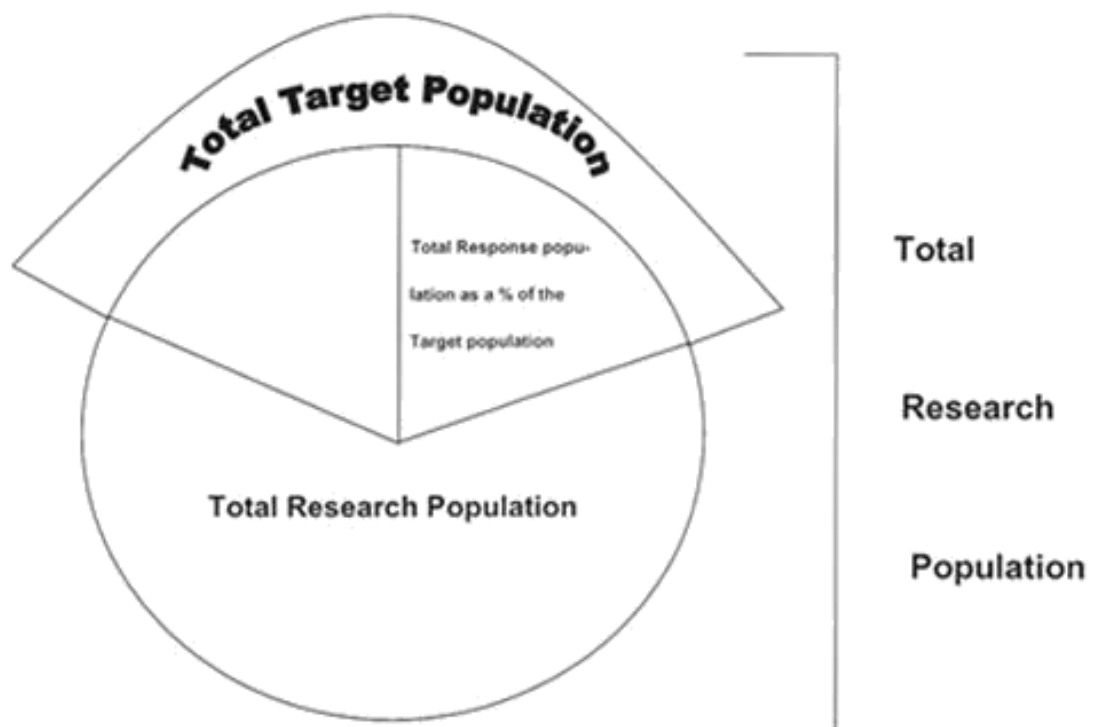 Total Target Population
Total Response popu-
lation as a % of the
Target population
Total Research Population
Total
Research
Population